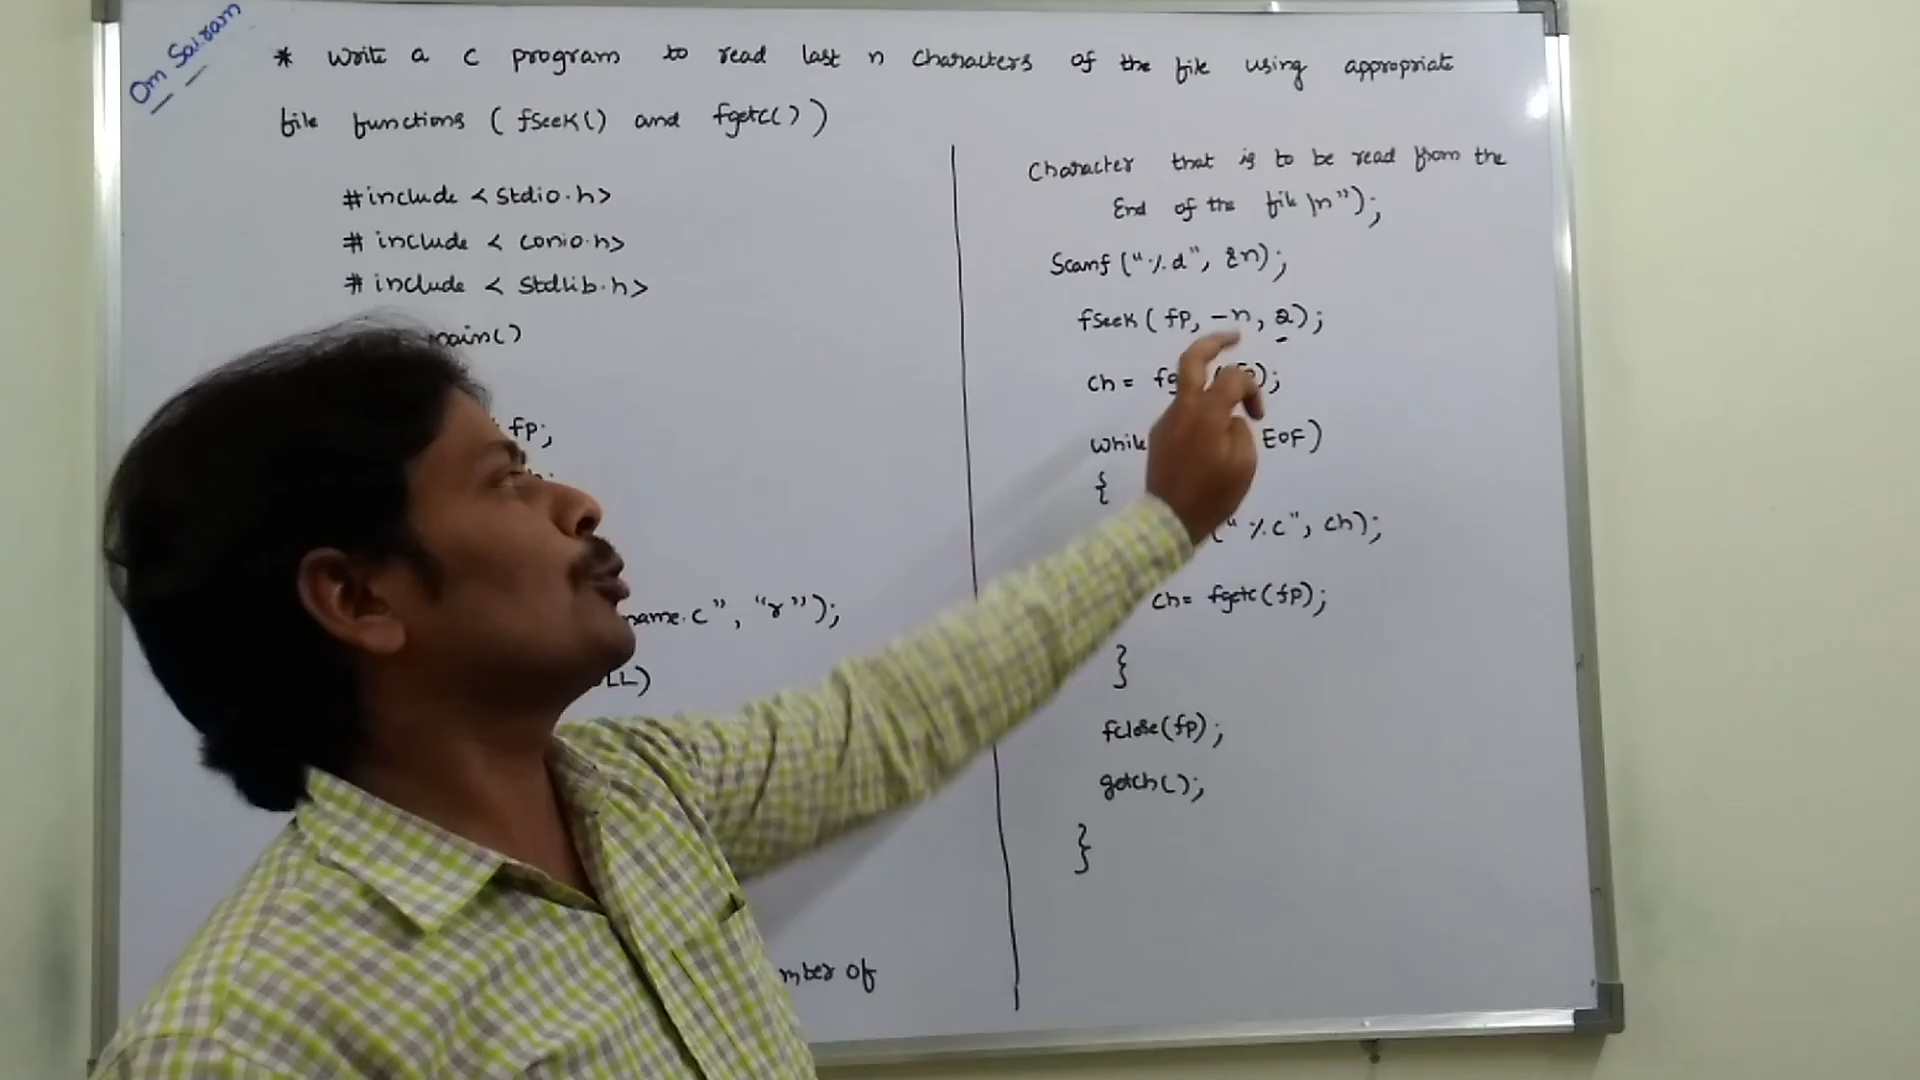 Om Sairam
* Write a C program to read last n characters of the file using appropriate
file functions (fseek() and fgetc())
#include <stdio.h>
#include <conio.h>
#include <stdlib.h>
main()
fp;
name.c", "r");
LL)
mber of
Character that is to be read from the
End of the file \n");
Scanf("%d", &n);
fseek(fp, -n, 2);
ch = fg );
while EOF)
{
("%c", ch);
ch= fgetc(fp);
}
fclose(fp);
getch();
}